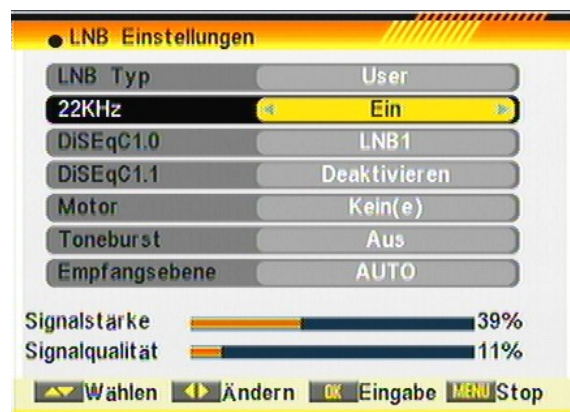 LNB Einstellungen
LNB Typ User
22KHz Ein
DiSEqC1.0 LNB1
DiSEqC1.1 Deaktivieren
Motor Kein(e)
Toneburst Aus
Empfangsebene AUTO
Signalstärke 39%
Signalqualität 11%
Wählen Ändern OK Eingabe MENU Stop